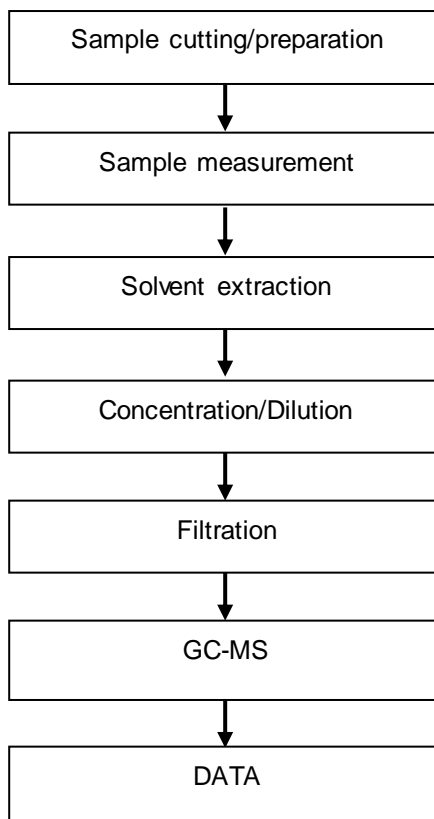 Sample cutting/preparation
Sample measurement
Solvent extraction
Concentration/Dilution
Filtration
GC-MS
DATA